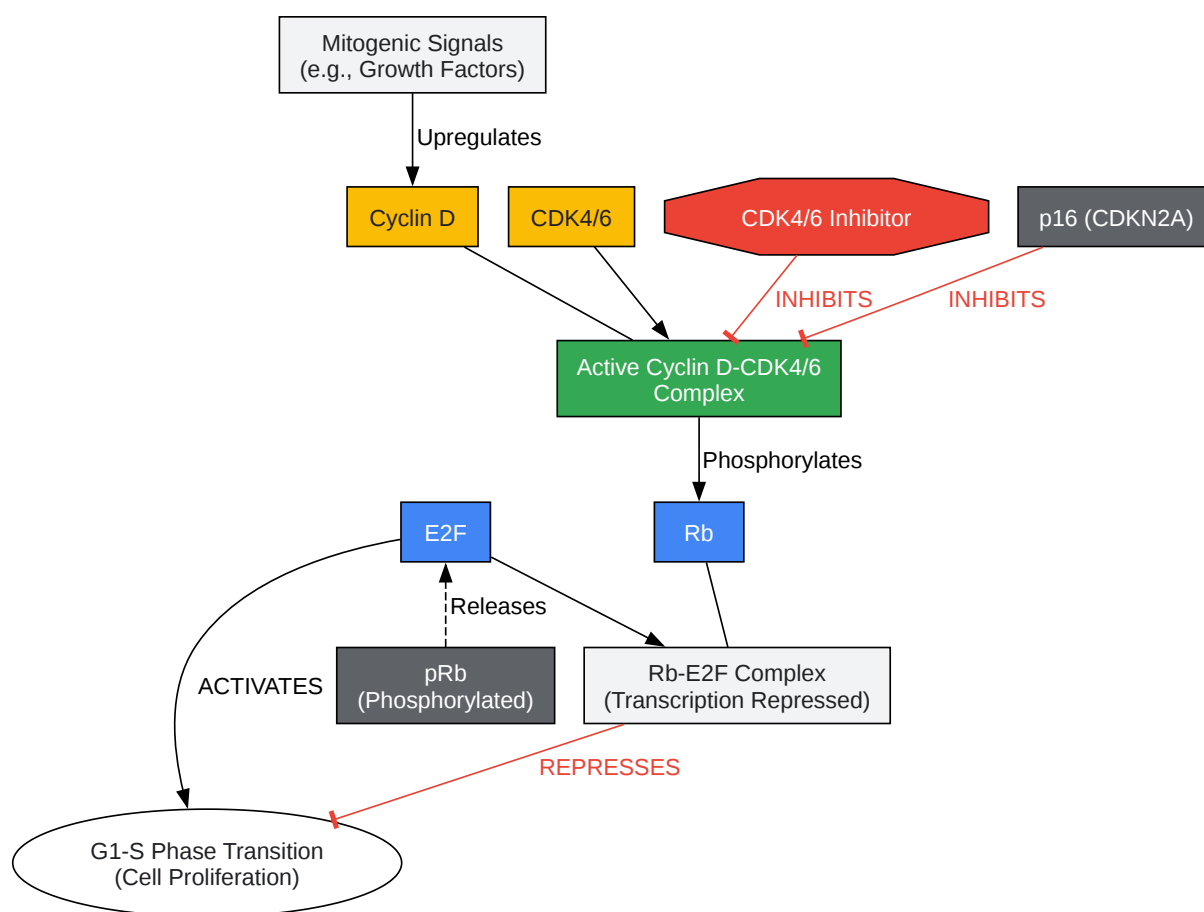 Mitogenic Signals
(e.g., Growth Factors)
Upregulates
Cyclin D
CDK4/6
CDK4/6 Inhibitor
p16 (CDKN2A)
INHIBITS
INHIBITS
Active Cyclin D-CDK4/6
Complex
Phosphorylates
E2F
Rb
Releases
pRb
(Phosphorylated)
Rb-E2F Complex
(Transcription Repressed)
ACTIVATES
REPRESSES
G1-S Phase Transition
(Cell Proliferation)